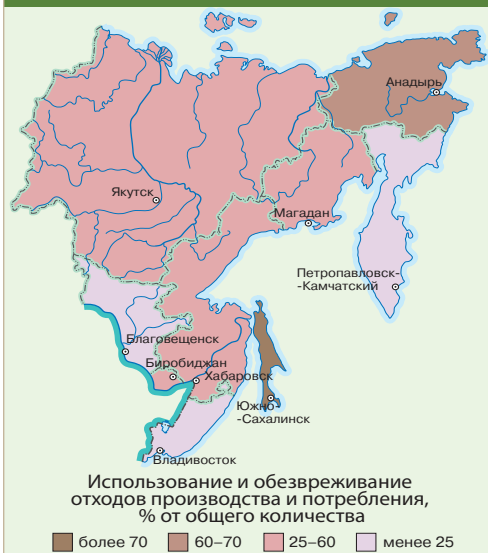 Анадырь
Якутск
Магадан
Петропавловск-
-Камчатский
Благовещенск
Биробиджан
Хабаровск
Южно-
-Сахалинск
Владивосток
Использование и обезвреживание
отходов производства и потребления,
% от общего количества
более 70 60–70 25–60 менее 25